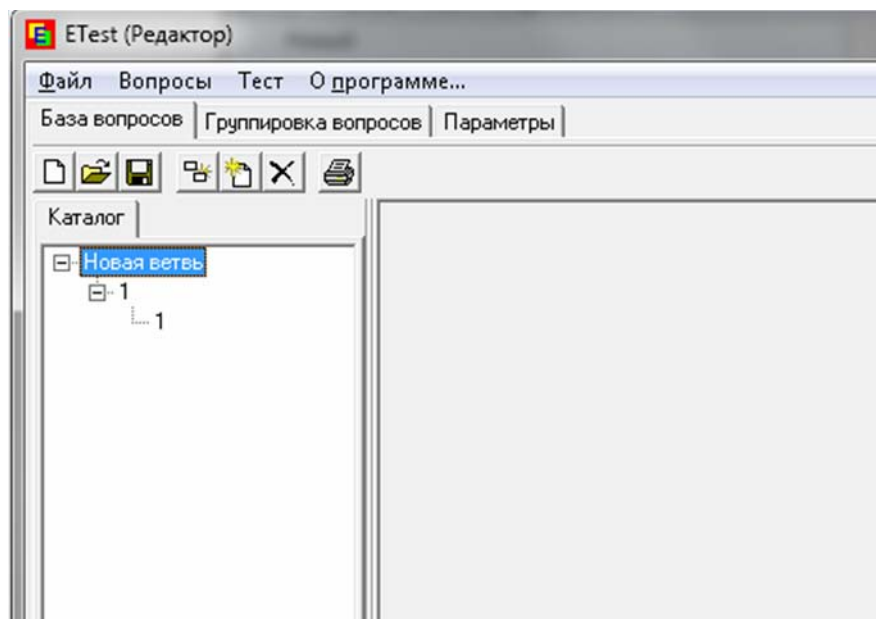 ETest (Редактор)
Файл Вопросы Тест О программе...
База вопросов Группировка вопросов Параметры
Каталог
Новая ветвь
1
1